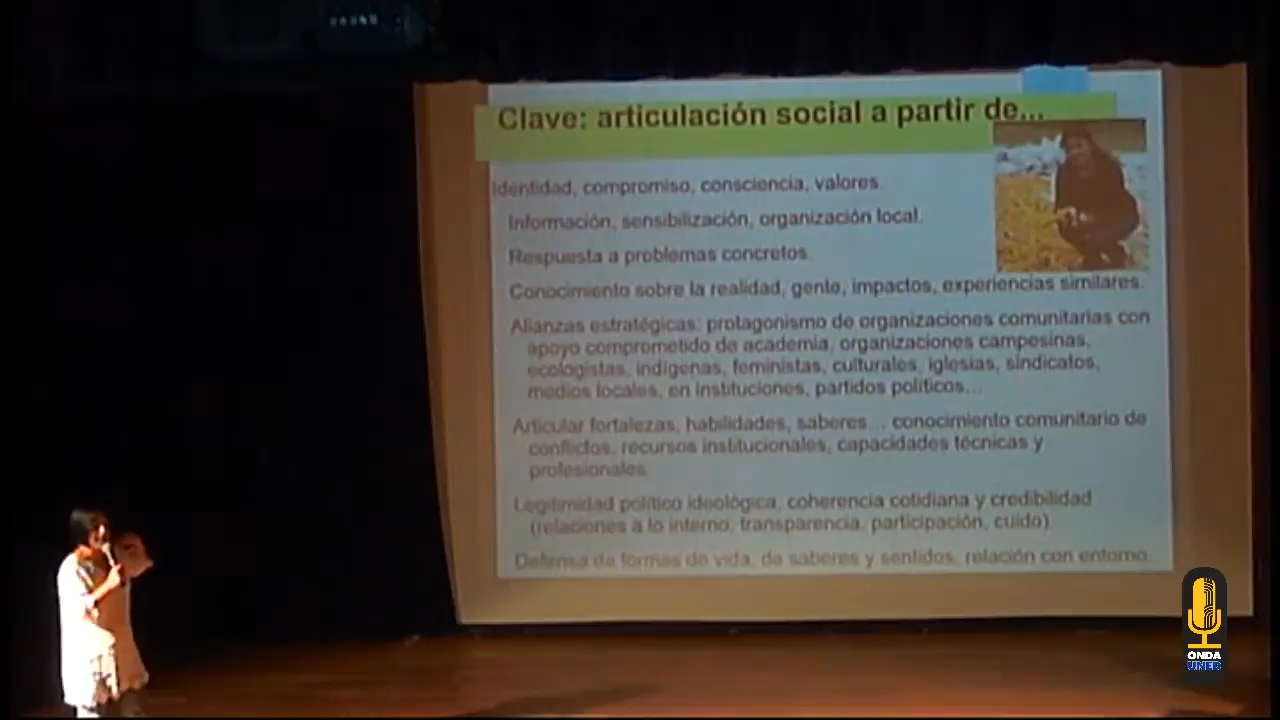 Clave: articulación social a partir de...
Identidad, compromiso, consciencia, valores.
Información, sensibilización, organización local.
Respuesta a problemas concretos.
Conocimiento sobre la realidad, gente, impactos, experiencias similares.
Alianzas estratégicas: protagonismo de organizaciones comunitarias con
apoyo comprometido de academia, organizaciones campesinas,
ecologistas, indígenas, feministas, culturales, iglesias, sindicatos,
medios locales, en instituciones, partidos políticos...
Articular fortalezas, habilidades, saberes... conocimiento comunitario de
conflictos, recursos institucionales, capacidades técnicas y
profesionales.
Legitimidad político ideológica, coherencia cotidiana y credibilidad
(relaciones a lo interno, transparencia, participación, cuido)
Defensa de formas de vida, de saberes y sentidos, relación con entorno.
ONDA
UNEB